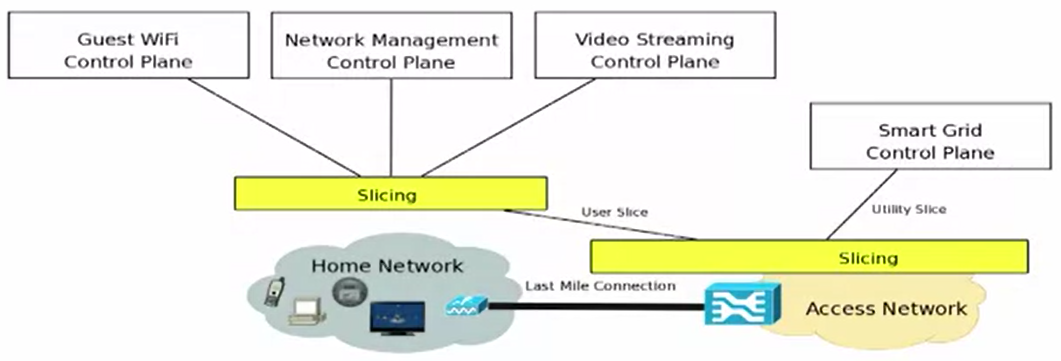 Guest WiFi
Control Plane
Network Management
Control Plane
Video Streaming
Control Plane
Smart Grid
Control Plane
Slicing
User Slice
Utility Slice
Slicing
Home Network
Last Mile Connection
Access Network